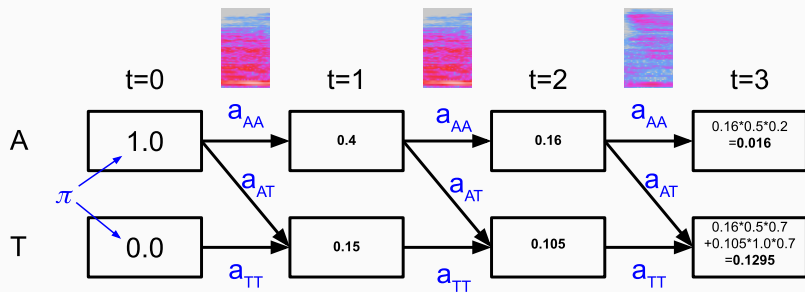 t=0 t=1 t=2 t=3
A 1.0 a_AA 0.4 a_AA 0.16 a_AA 0.16*0.5*0.2
=0.016
π a_AT a_AT a_AT
T 0.0 a_TT 0.15 a_TT 0.105 a_TT 0.16*0.5*0.7
+0.105*1.0*0.7
=0.1295